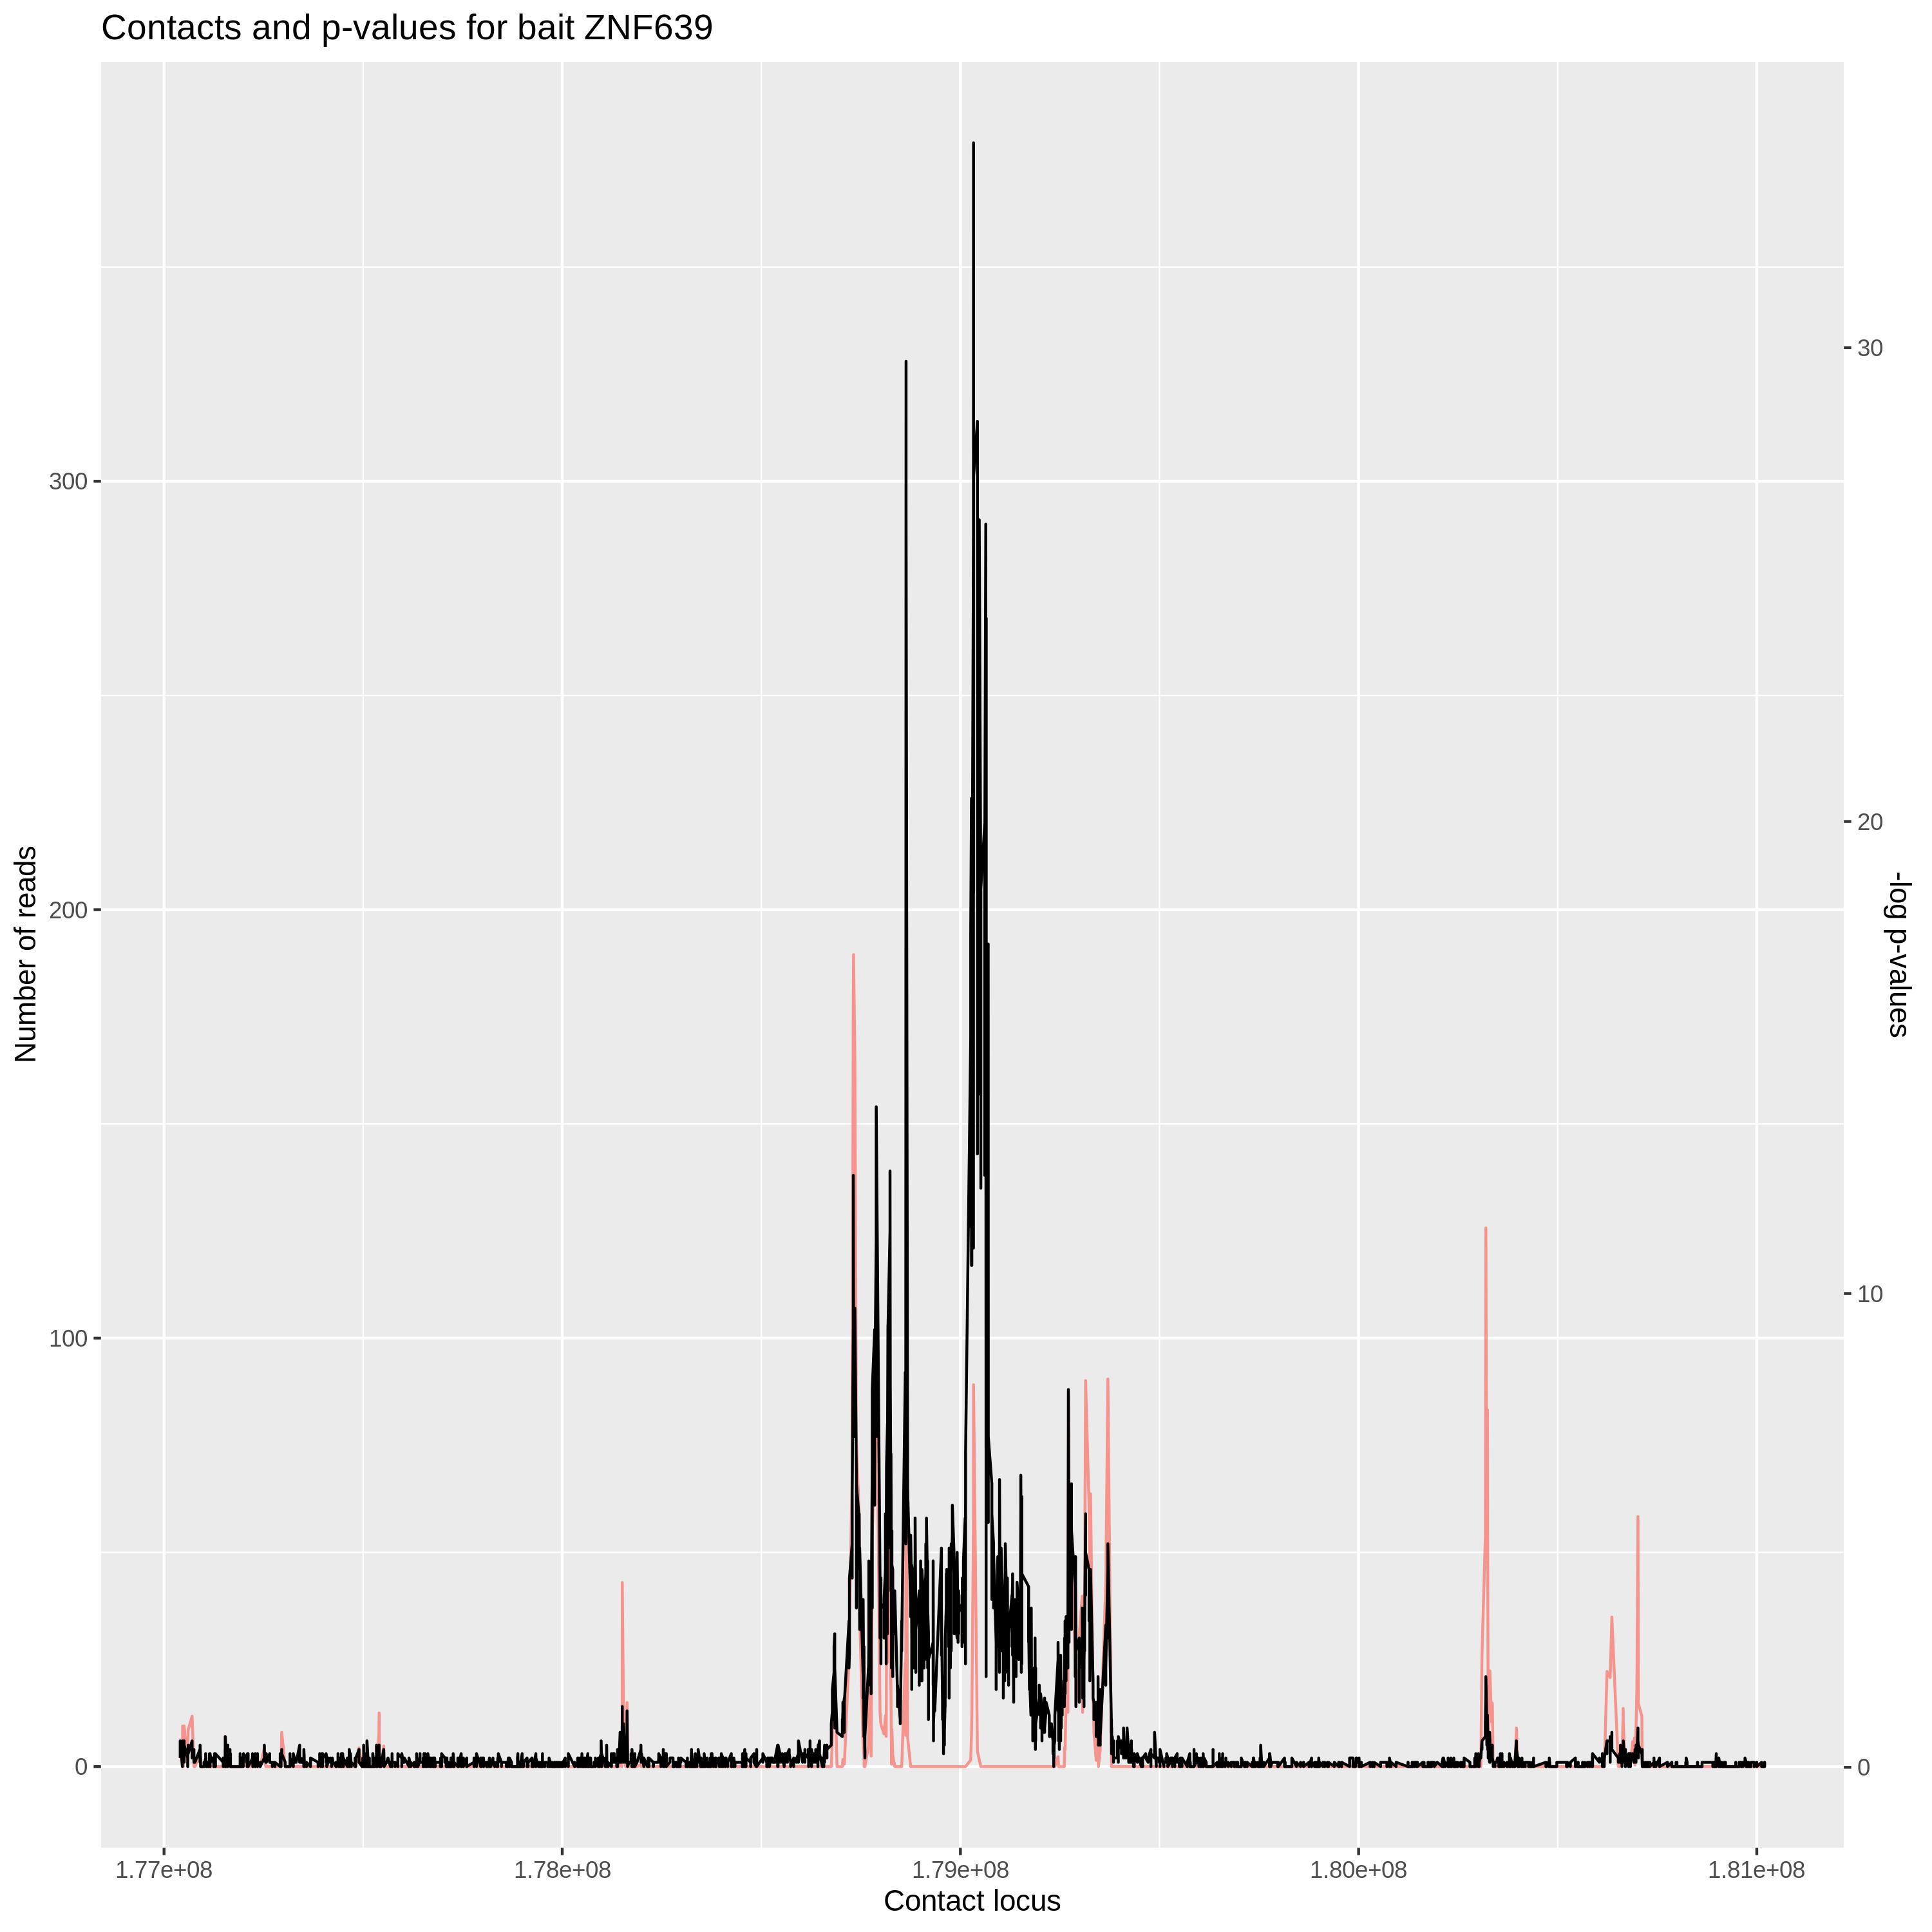 Contacts and p-values for bait ZNF639
Number of reads
300
200
100
0
30
20
10
0
-log p-values
1.77e+08
1.78e+08
1.79e+08
1.80e+08
1.81e+08
Contact locus